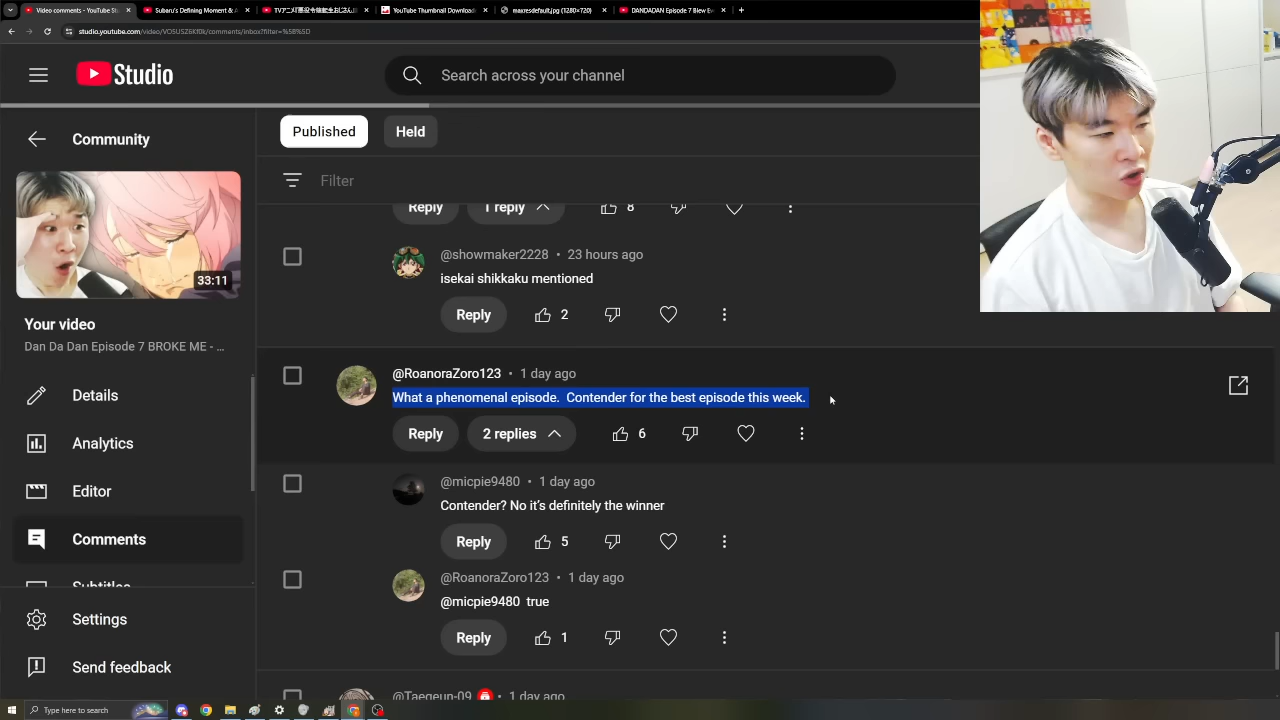 Video comments - YouTube St
Subaru's Defining Moment & A
YouTube Thumbnail Download
maxresdefault.jpg (1280×720)
DANDADAN Episode 7 Blew Ev
studio.youtube.com/video/VO5USZ6Kf0k/comments/inbox?filter=%5B%5D
Studio
Search across your channel
Community
Published
Held
Filter
33:11
Your video
Dan Da Dan Episode 7 BROKE ME - ...
Details
Analytics
Editor
Comments
Subtitles
Settings
Send feedback
Reply
1 reply
8
@showmaker2228 • 23 hours ago
isekai shikkaku mentioned
Reply
2
@RoanoraZoro123 • 1 day ago
What a phenomenal episode. Contender for the best episode this week.
Reply
2 replies
6
@micpie9480 • 1 day ago
Contender? No it's definitely the winner
Reply
5
@RoanoraZoro123 • 1 day ago
@micpie9480 true
Reply
1
@Taegeun-09 • 1 day ago
Type here to search